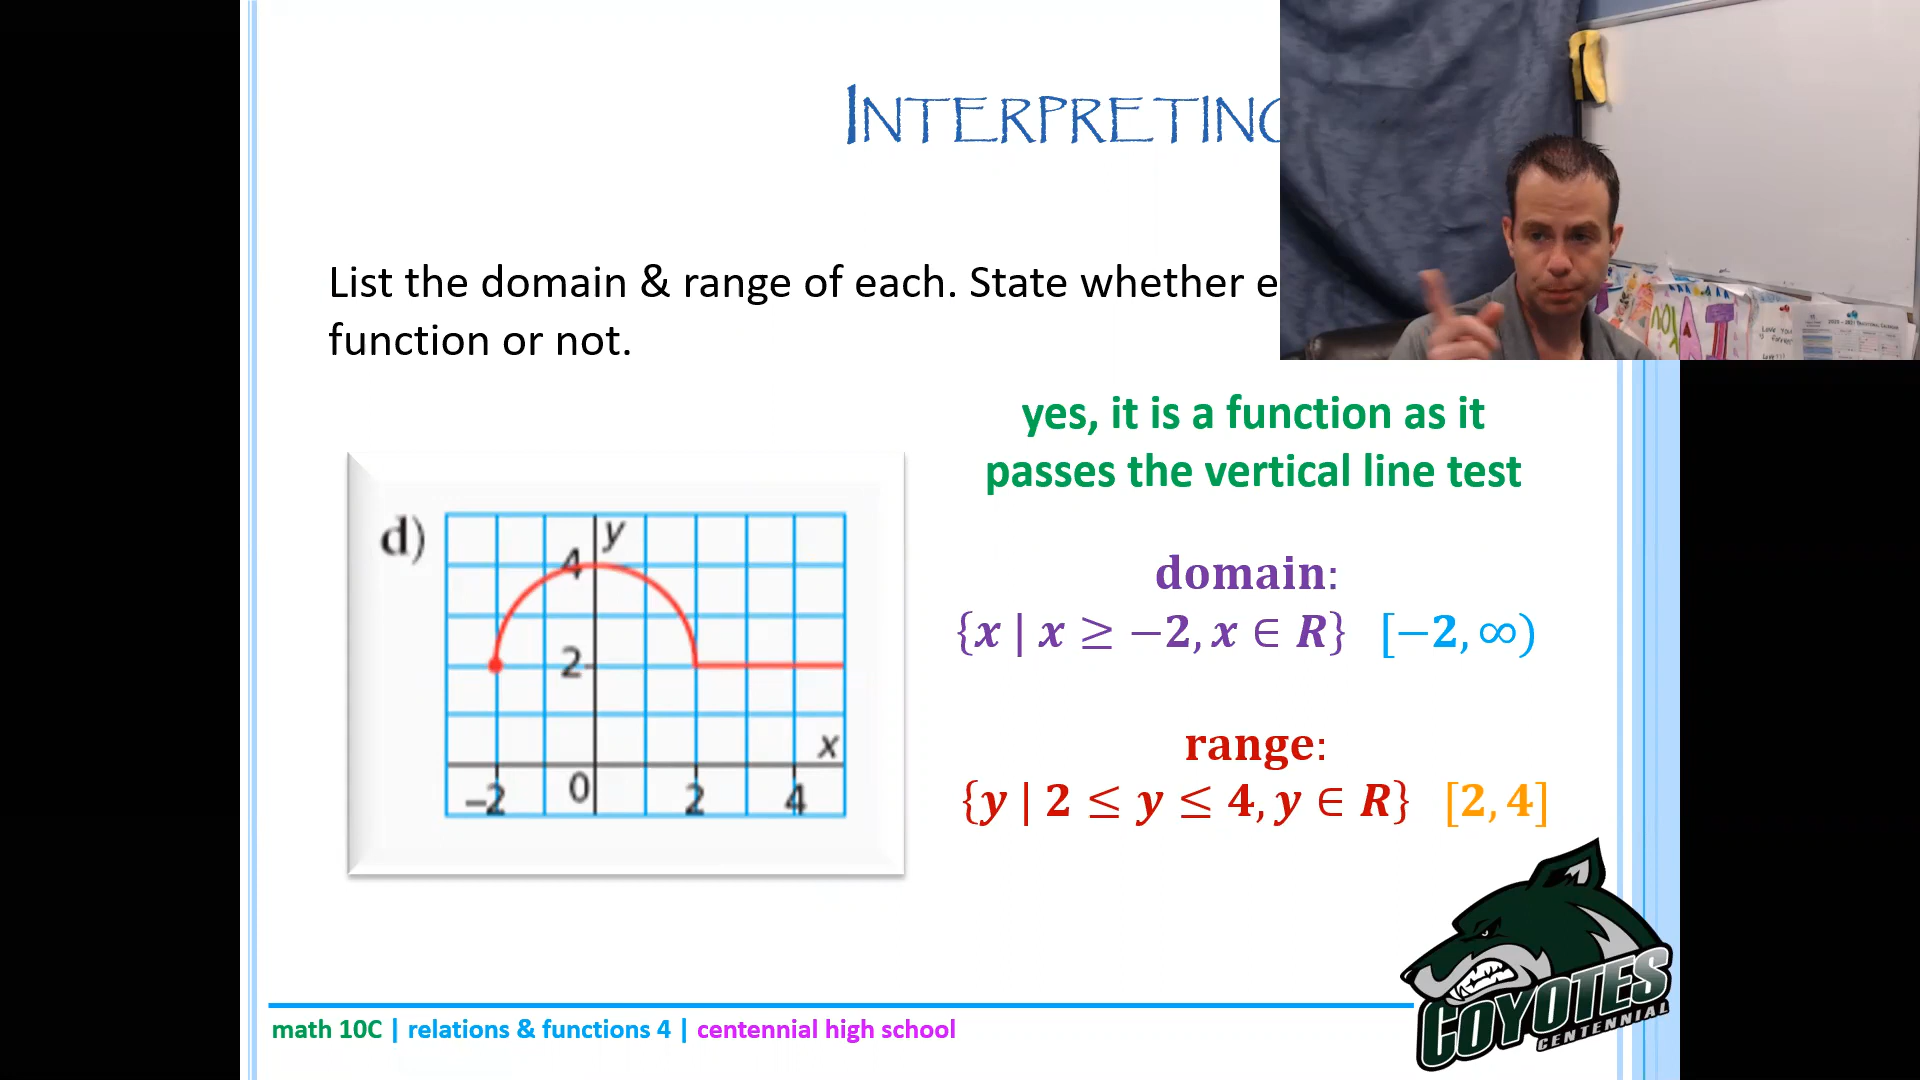 INTERPRETING
List the domain & range of each. State whether e
function or not.
yes, it is a function as it
passes the vertical line test
d)
y
4
2
x
−2 0 2 4
domain:
{x | x ≥ −2, x ∈ R} [−2, ∞)
range:
{y | 2 ≤ y ≤ 4, y ∈ R} [2, 4]
COYOTES
CENTENNIAL
math 10C | relations & functions 4 | centennial high school